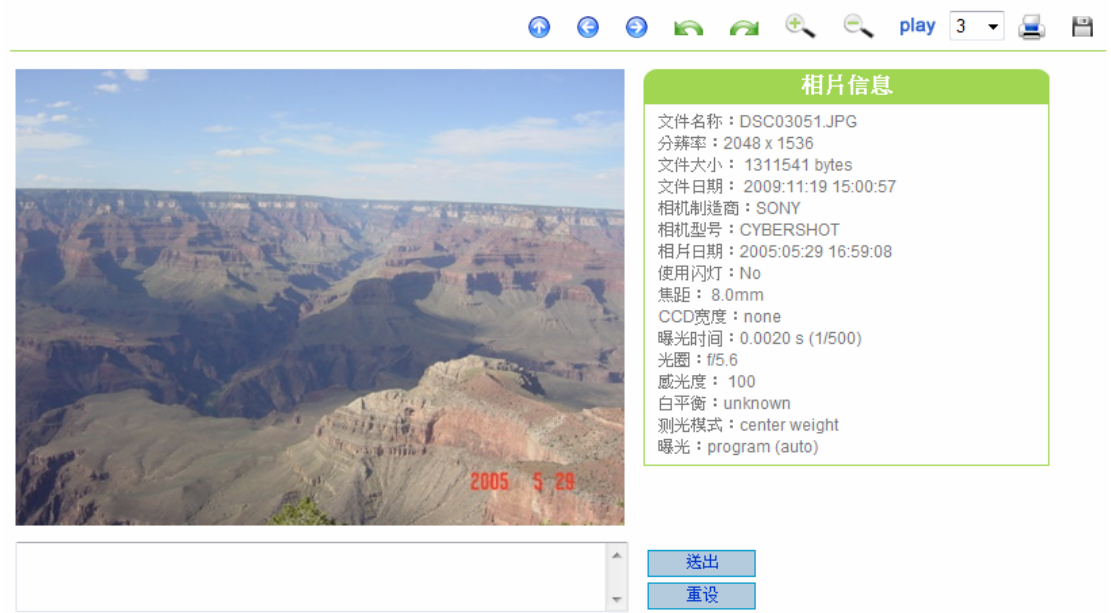 play 3
相片信息
文件名称：DSC03051.JPG
分辨率：2048 x 1536
文件大小： 1311541 bytes
文件日期： 2009:11:19 15:00:57
相机制造商：SONY
相机型号：CYBERSHOT
相片日期：2005:05:29 16:59:08
使用闪灯：No
焦距： 8.0mm
CCD宽度：none
曝光时间：0.0020 s (1/500)
光圈：f/5.6
感光度： 100
白平衡：unknown
测光模式：center weight
曝光：program (auto)
2005 5 29
送出
重设